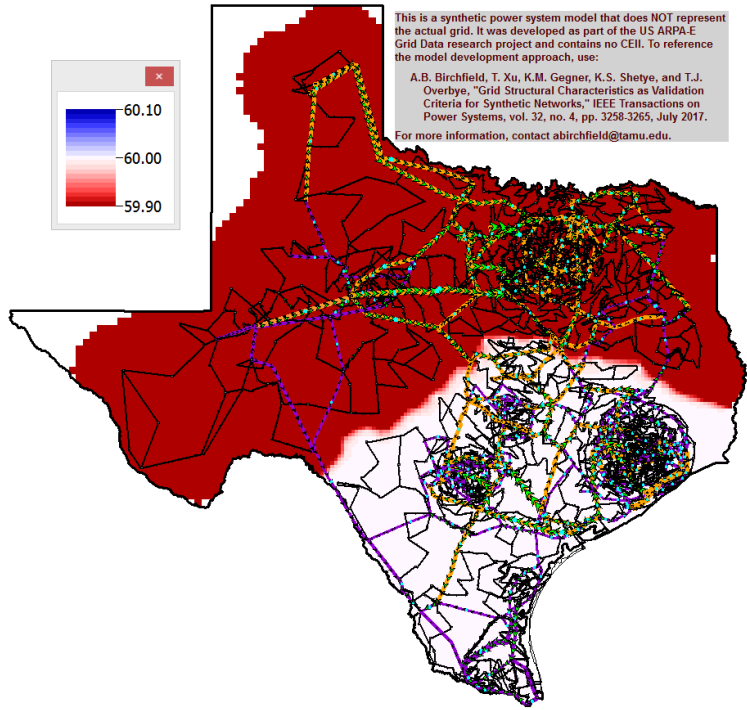 This is a synthetic power system model that does NOT represent
the actual grid. It was developed as part of the US ARPA-E
Grid Data research project and contains no CEII. To reference
the model development approach, use:
A.B. Birchfield, T. Xu, K.M. Gegner, K.S. Shetye, and T.J.
Overbye, "Grid Structural Characteristics as Validation
Criteria for Synthetic Networks," IEEE Transactions on
Power Systems, vol. 32, no. 4, pp. 3258-3265, July 2017.
For more information, contact abirchfield@tamu.edu.
60.10
60.00
59.90